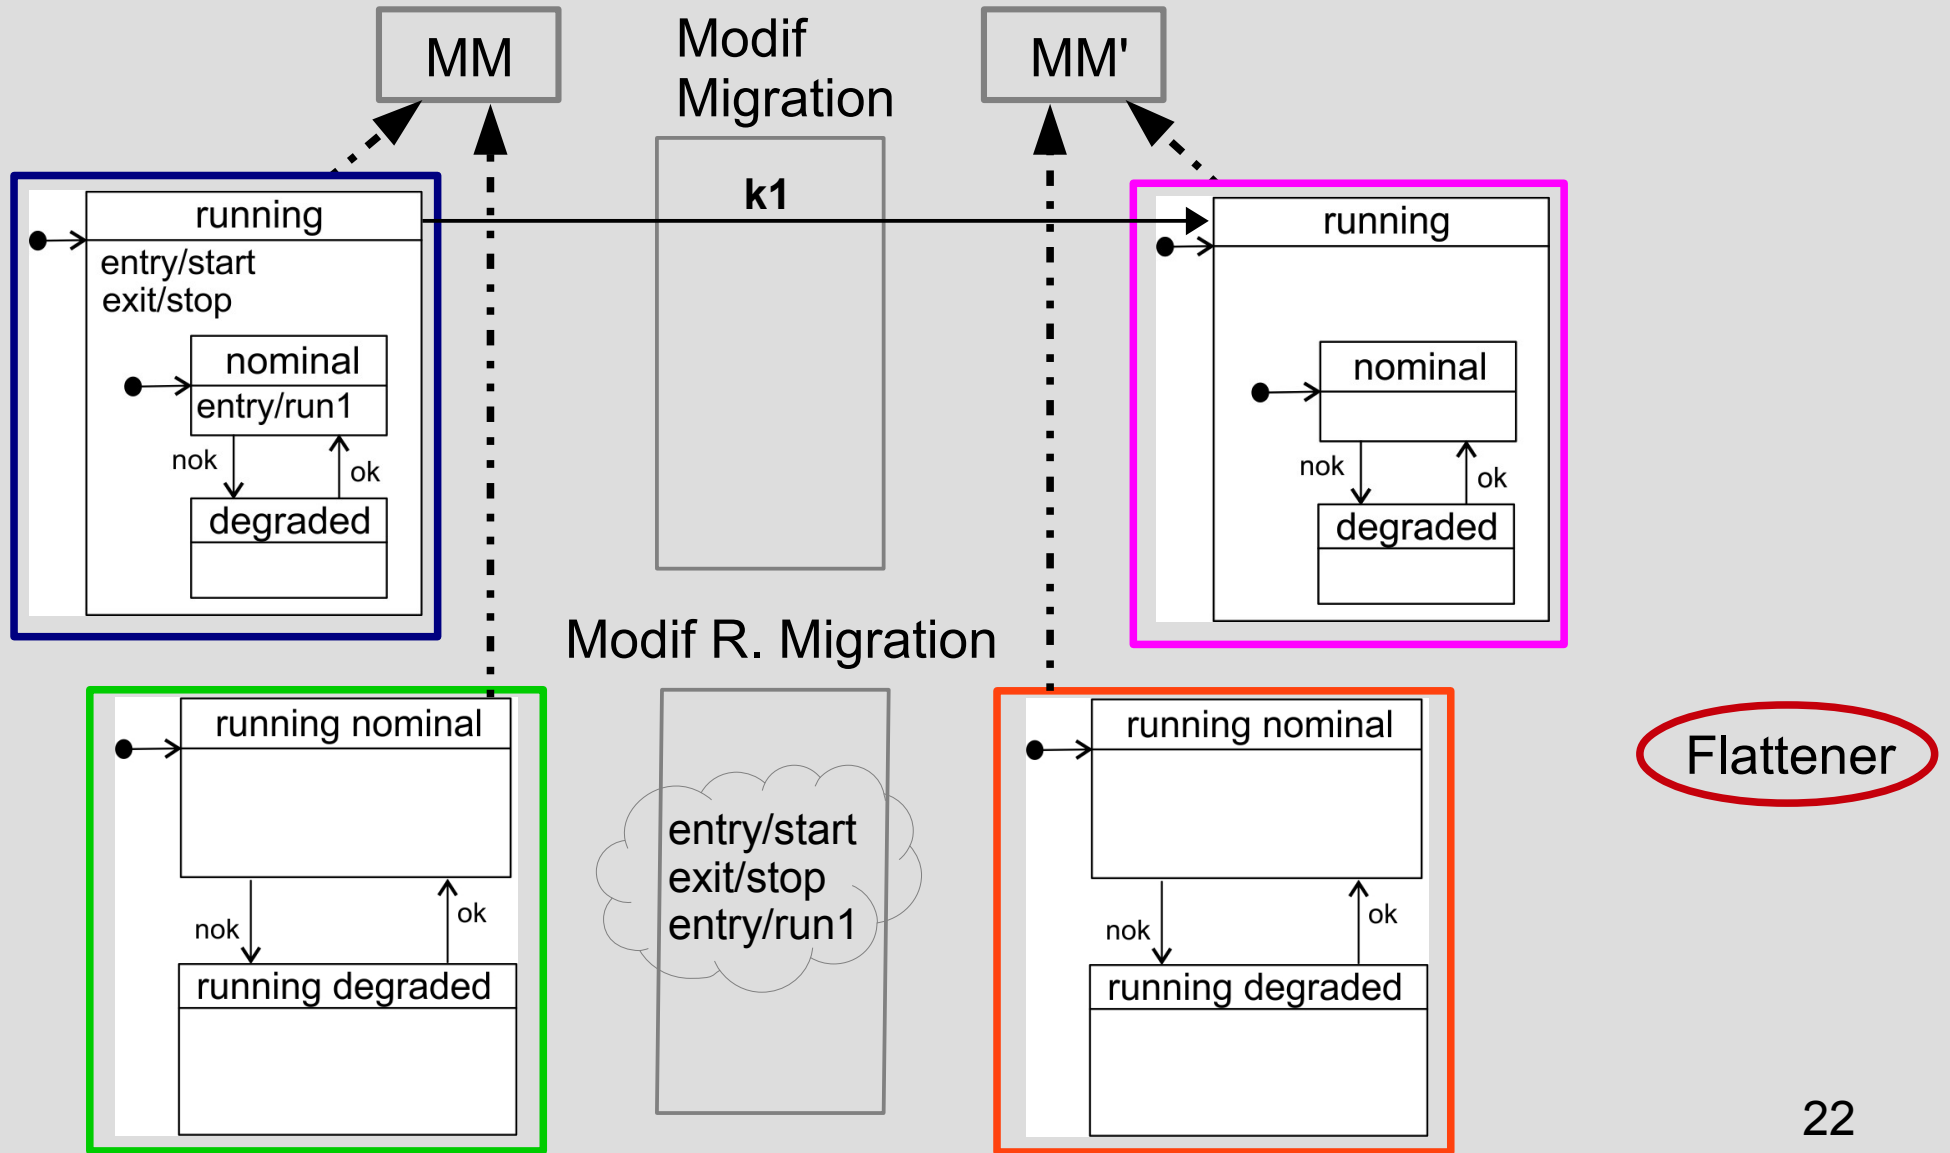 MM
Modif
Migration
MM'
k1
running
entry/start
exit/stop
nominal
entry/run1
nok
ok
degraded
running
nominal
nok
ok
degraded
Modif R. Migration
running nominal
nok
ok
running degraded
entry/start
exit/stop
entry/run1
running nominal
nok
ok
running degraded
Flattener
22